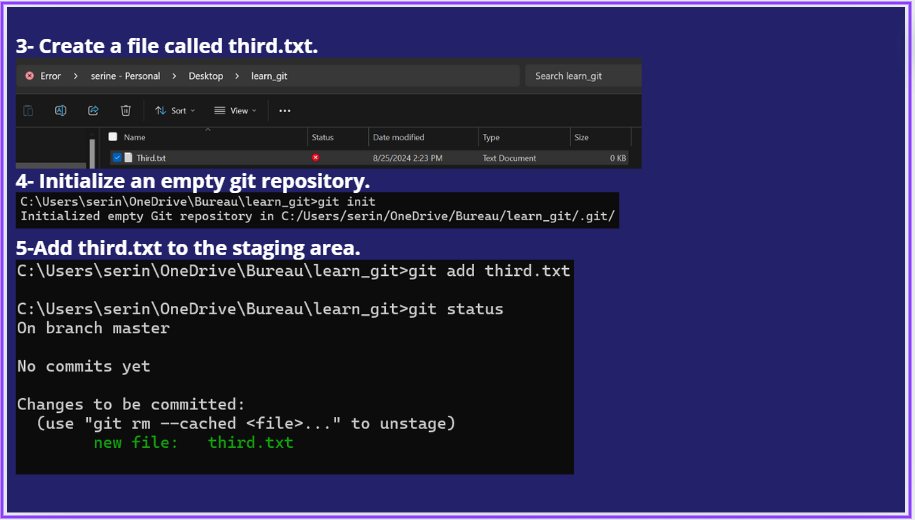 3- Create a file called third.txt.
Error > serine - Personal > Desktop > learn_git Search learn_git
Sort View ...
Name Status Date modified Type Size
Third.txt 8/25/2024 2:23 PM Text Document 0 KB
4- Initialize an empty git repository.
C:\Users\serin\OneDrive\Bureau\learn_git>git init
Initialized empty Git repository in C:/Users/serin/OneDrive/Bureau/learn_git/.git/
5-Add third.txt to the staging area.
C:\Users\serin\OneDrive\Bureau\learn_git>git add third.txt
C:\Users\serin\OneDrive\Bureau\learn_git>git status
On branch master
No commits yet
Changes to be committed:
(use "git rm --cached <file>..." to unstage)
new file: third.txt